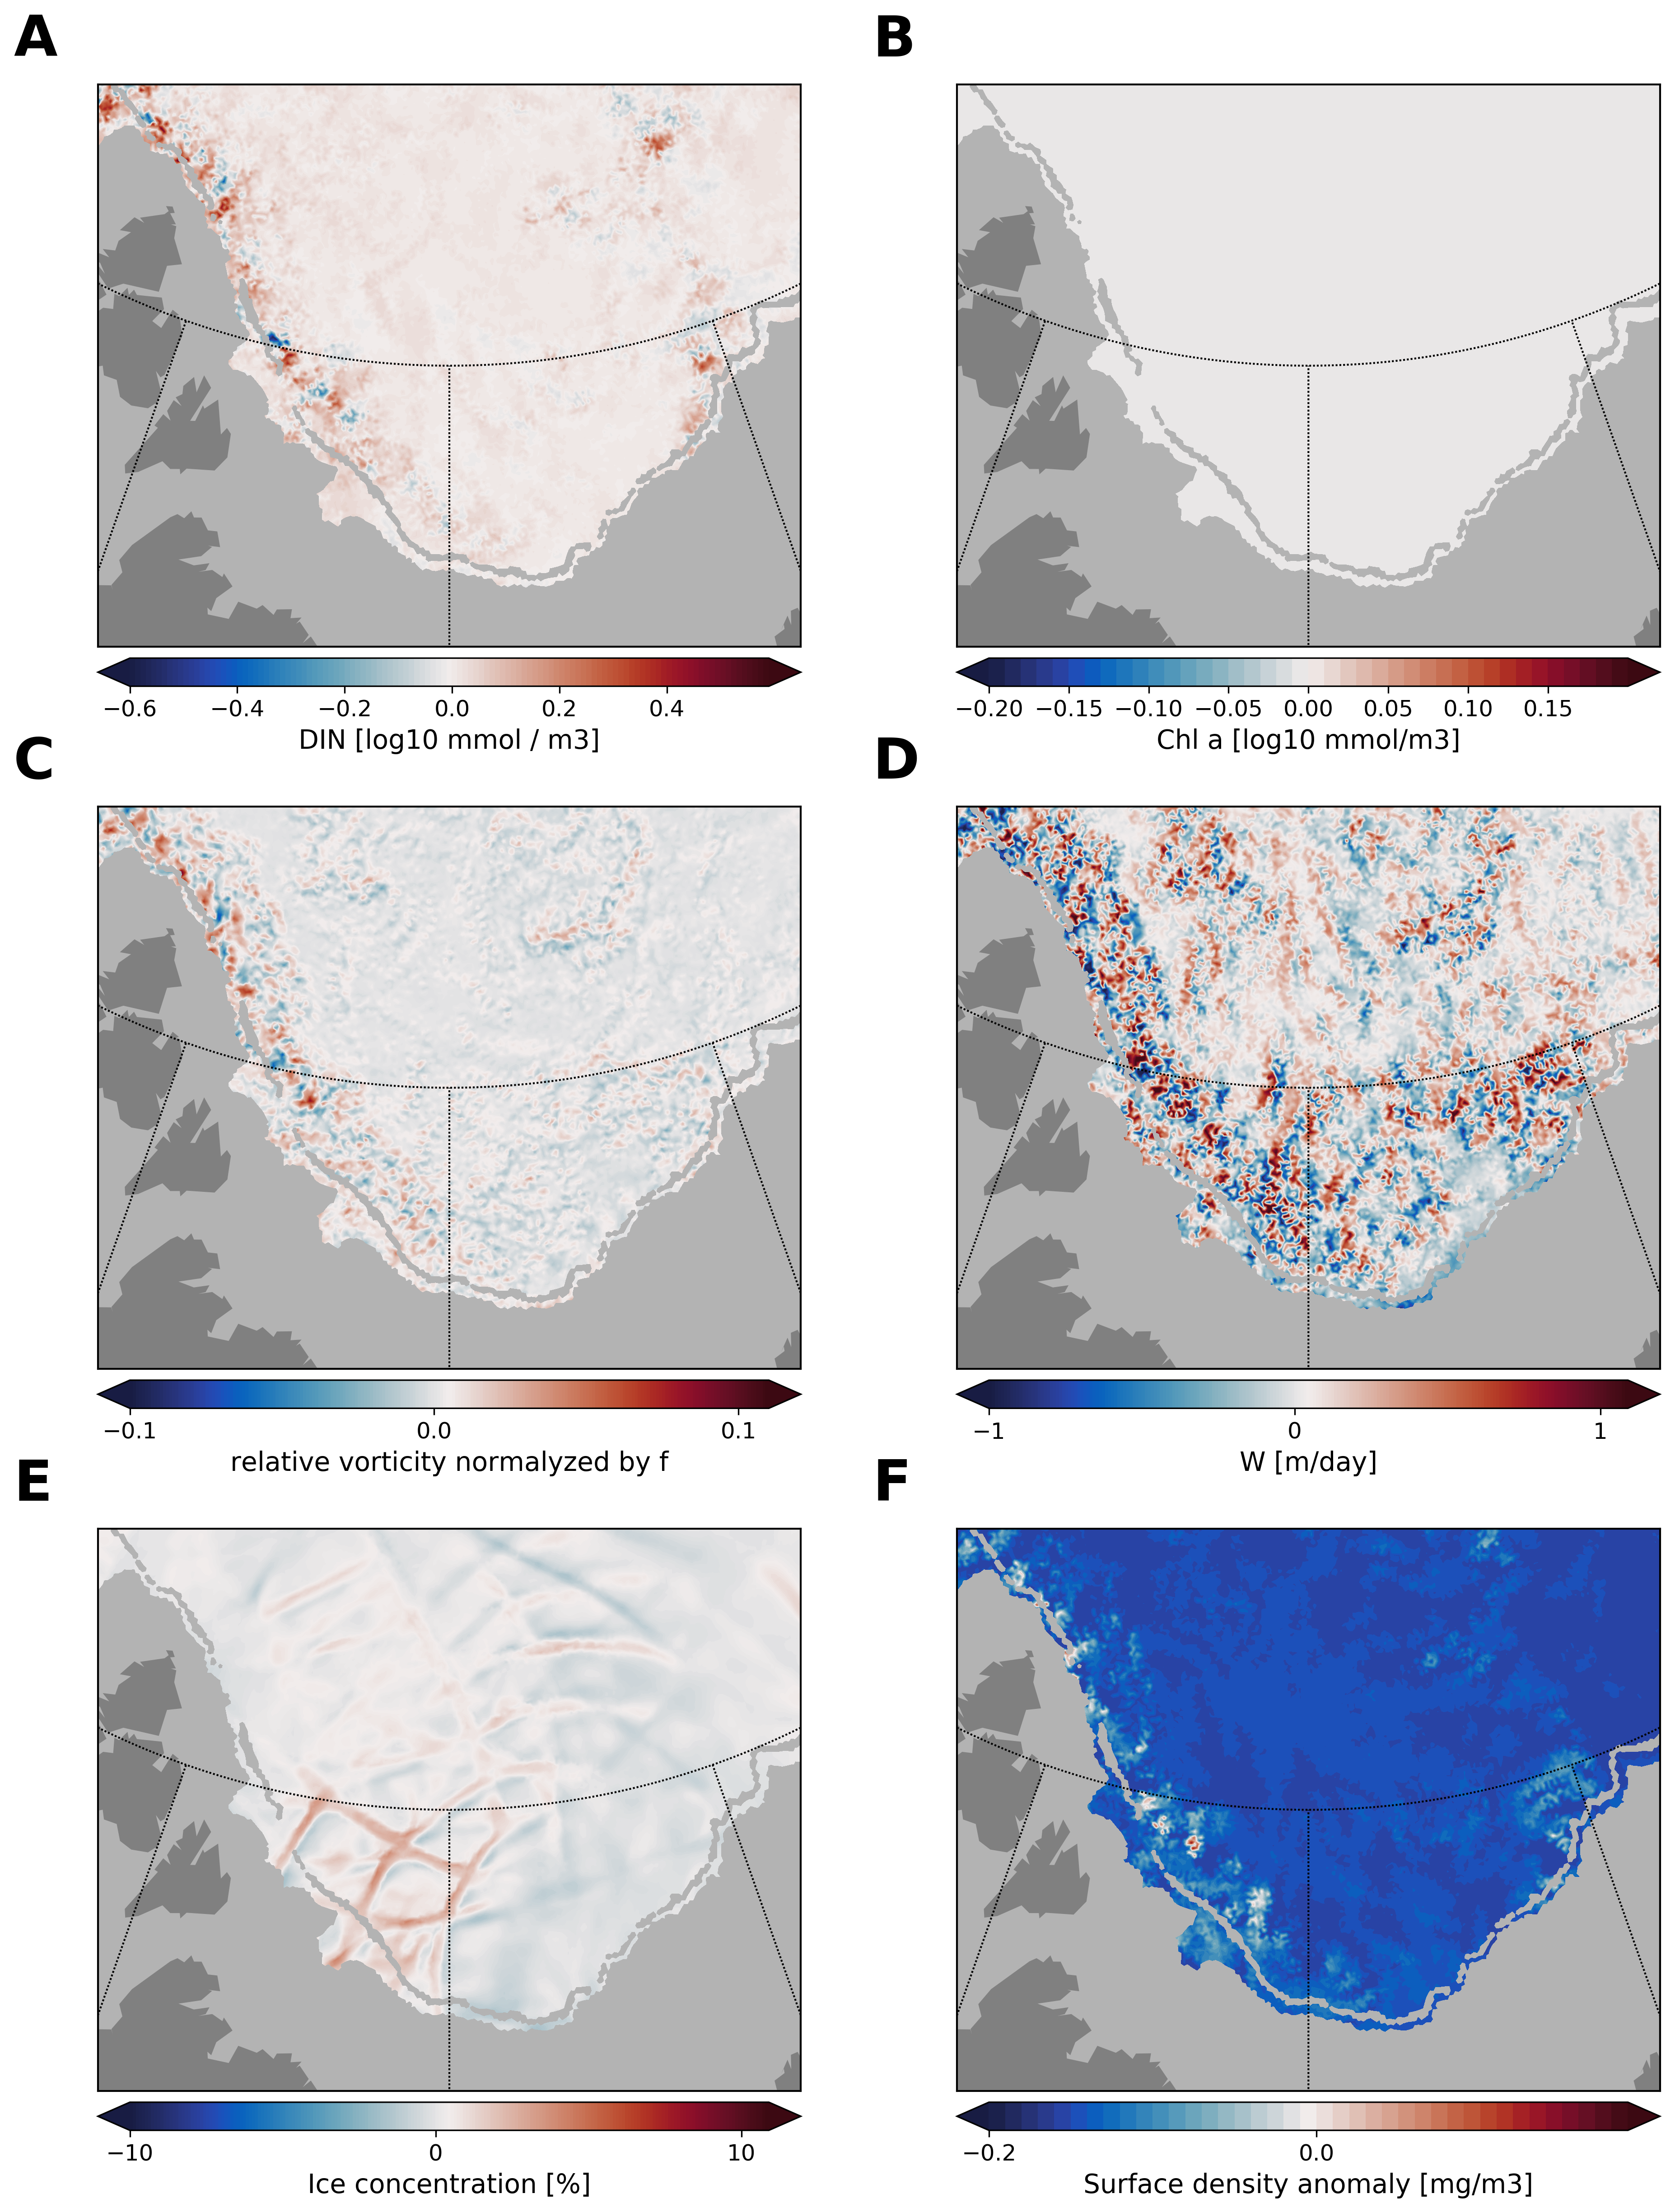 A
B
−0.6 −0.4 −0.2 0.0 0.2 0.4
DIN [log10 mmol / m3]
−0.20 −0.15 −0.10 −0.05 0.00 0.05 0.10 0.15
Chl a [log10 mmol/m3]
C
D
−0.1 0.0 0.1
relative vorticity normalyzed by f
−1 0 1
W [m/day]
E
F
−10 0 10
Ice concentration [%]
−0.2 0.0
Surface density anomaly [mg/m3]